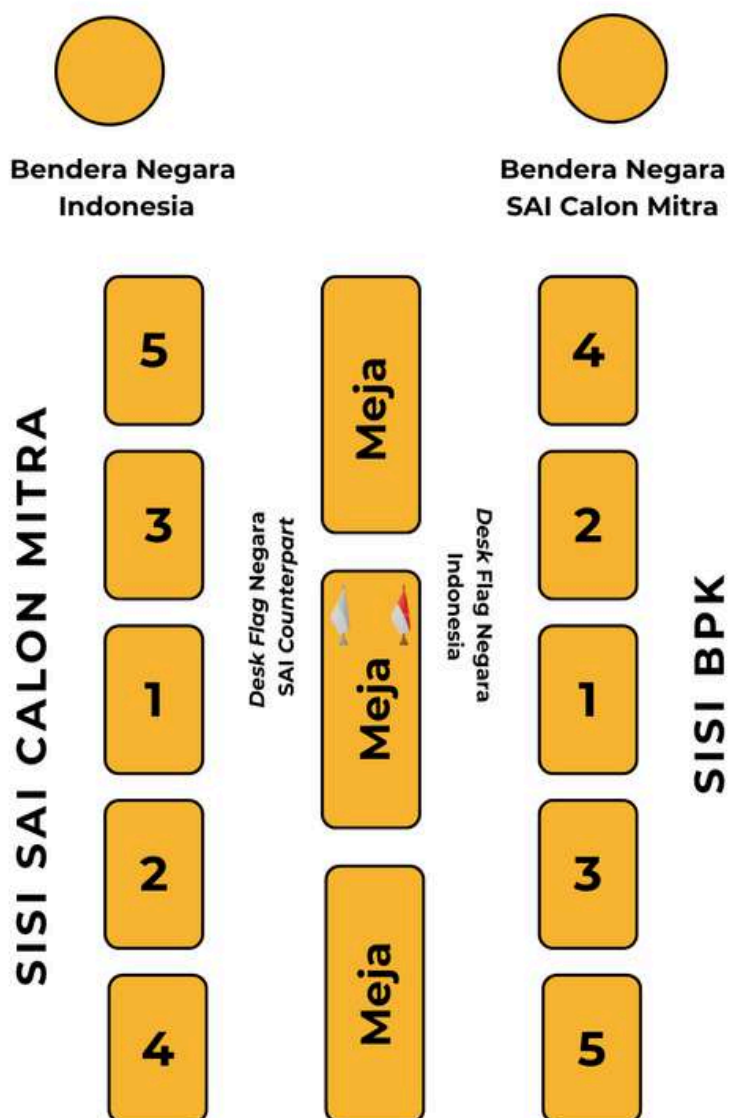 Bendera Negara
Indonesia
Bendera Negara
SAI Calon Mitra
SISI SAI CALON MITRA
5
3
1
2
4
Desk Flag Negara
SAI Counterpart
Meja
Meja
Meja
Desk Flag Negara
Indonesia
4
2
1
3
5
SISI BPK